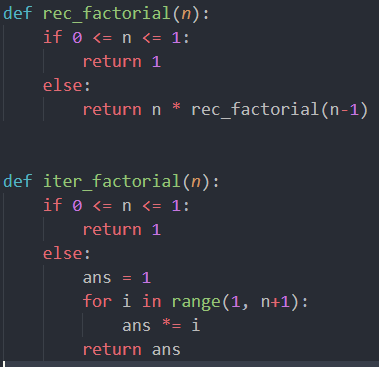 def rec_factorial(n):
    if 0 <= n <= 1:
        return 1
    else:
        return n * rec_factorial(n-1)
def iter_factorial(n):
    if 0 <= n <= 1:
        return 1
    else:
        ans = 1
        for i in range(1, n+1):
            ans *= i
        return ans